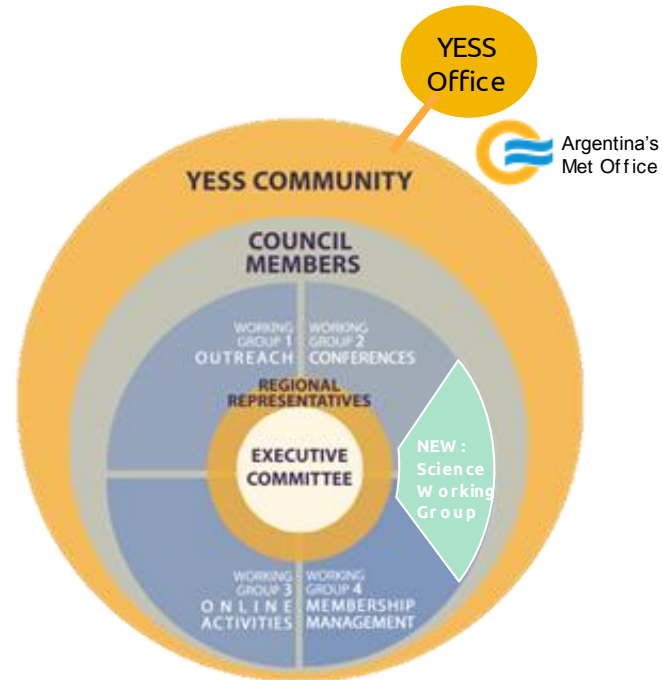 YESS
Office
Argentina's
Met Office
YESS COMMUNITY
COUNCIL
MEMBERS
WORKING
GROUP 1
OUTREACH
WORKING
GROUP 2
CONFERENCES
REGIONAL
REPRESENTATIVES
EXECUTIVE
COMMITTEE
NEW:
Science
Working
Group
WORKING
GROUP 3
ONLINE
ACTIVITIES
WORKING
GROUP 4
MEMBERSHIP
MANAGEMENT